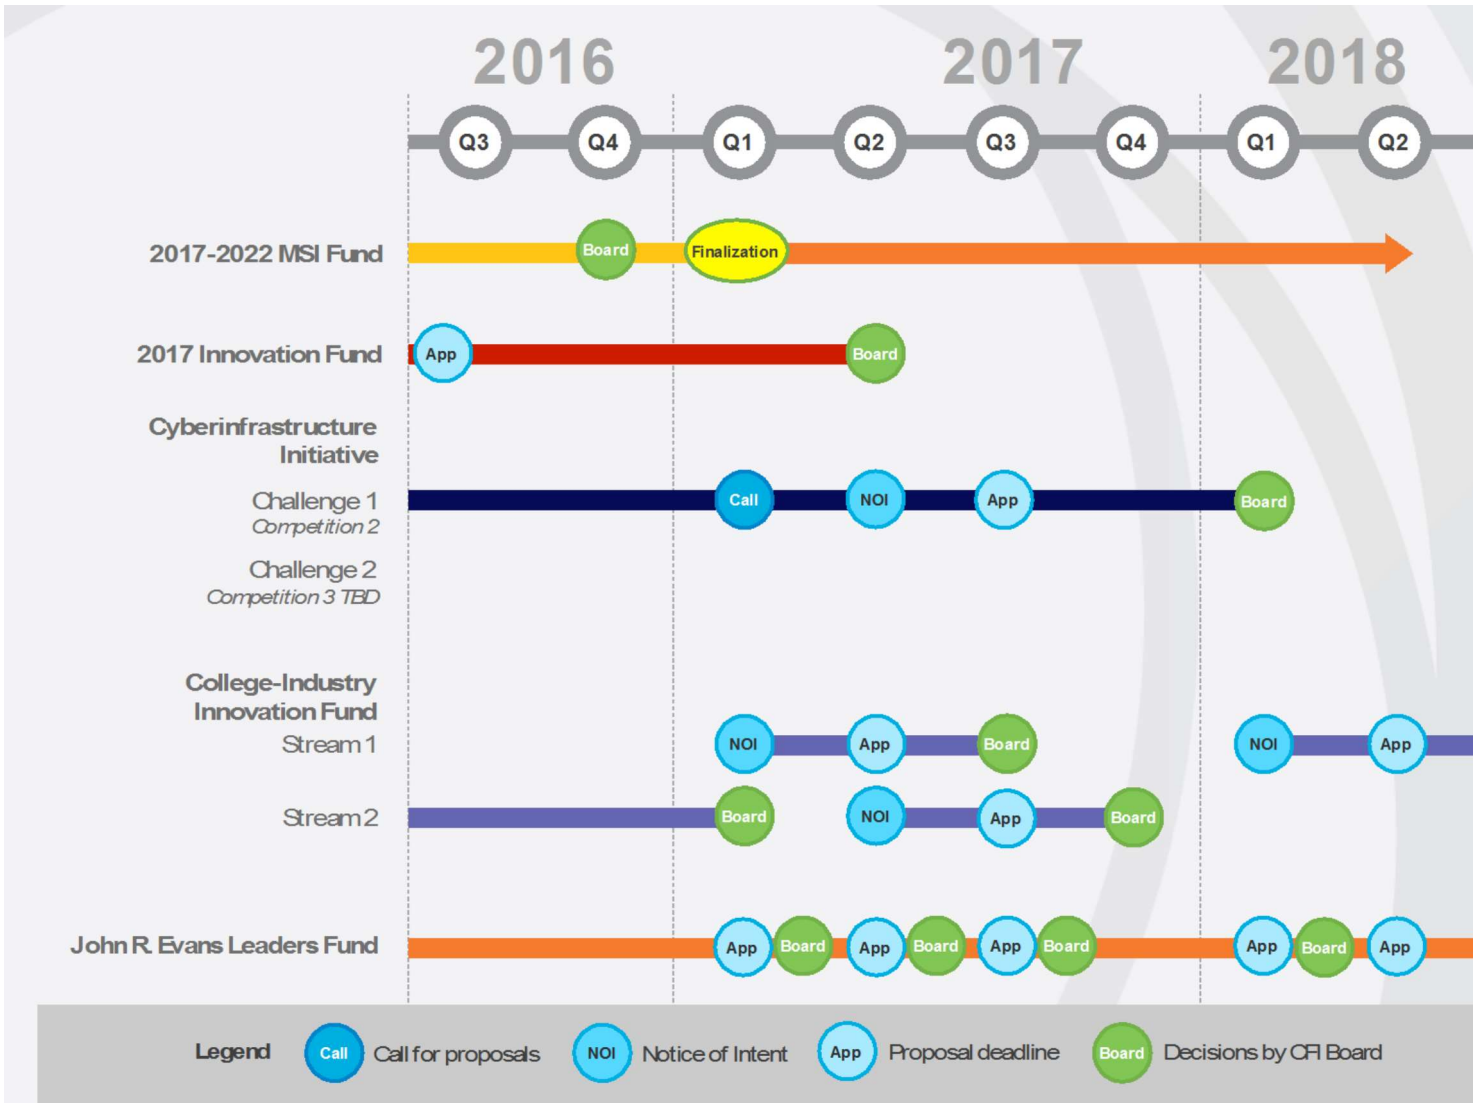 2016 2017 2018
Q3 Q4 Q1 Q2 Q3 Q4 Q1 Q2
2017-2022 MSI Fund Board Finalization
2017 Innovation Fund App Board
Cyberinfrastructure
Initiative
Challenge 1 Call NOI App Board
Competition 2
Challenge 2
Competition 3 TBD
College-Industry
Innovation Fund
Stream 1 NOI App Board NOI App
Stream 2 Board NOI App Board
John R. Evans Leaders Fund App Board App Board App Board App Board App
Legend Call Call for proposals NOI Notice of Intent App Proposal deadline Board Decisions by CFI Board